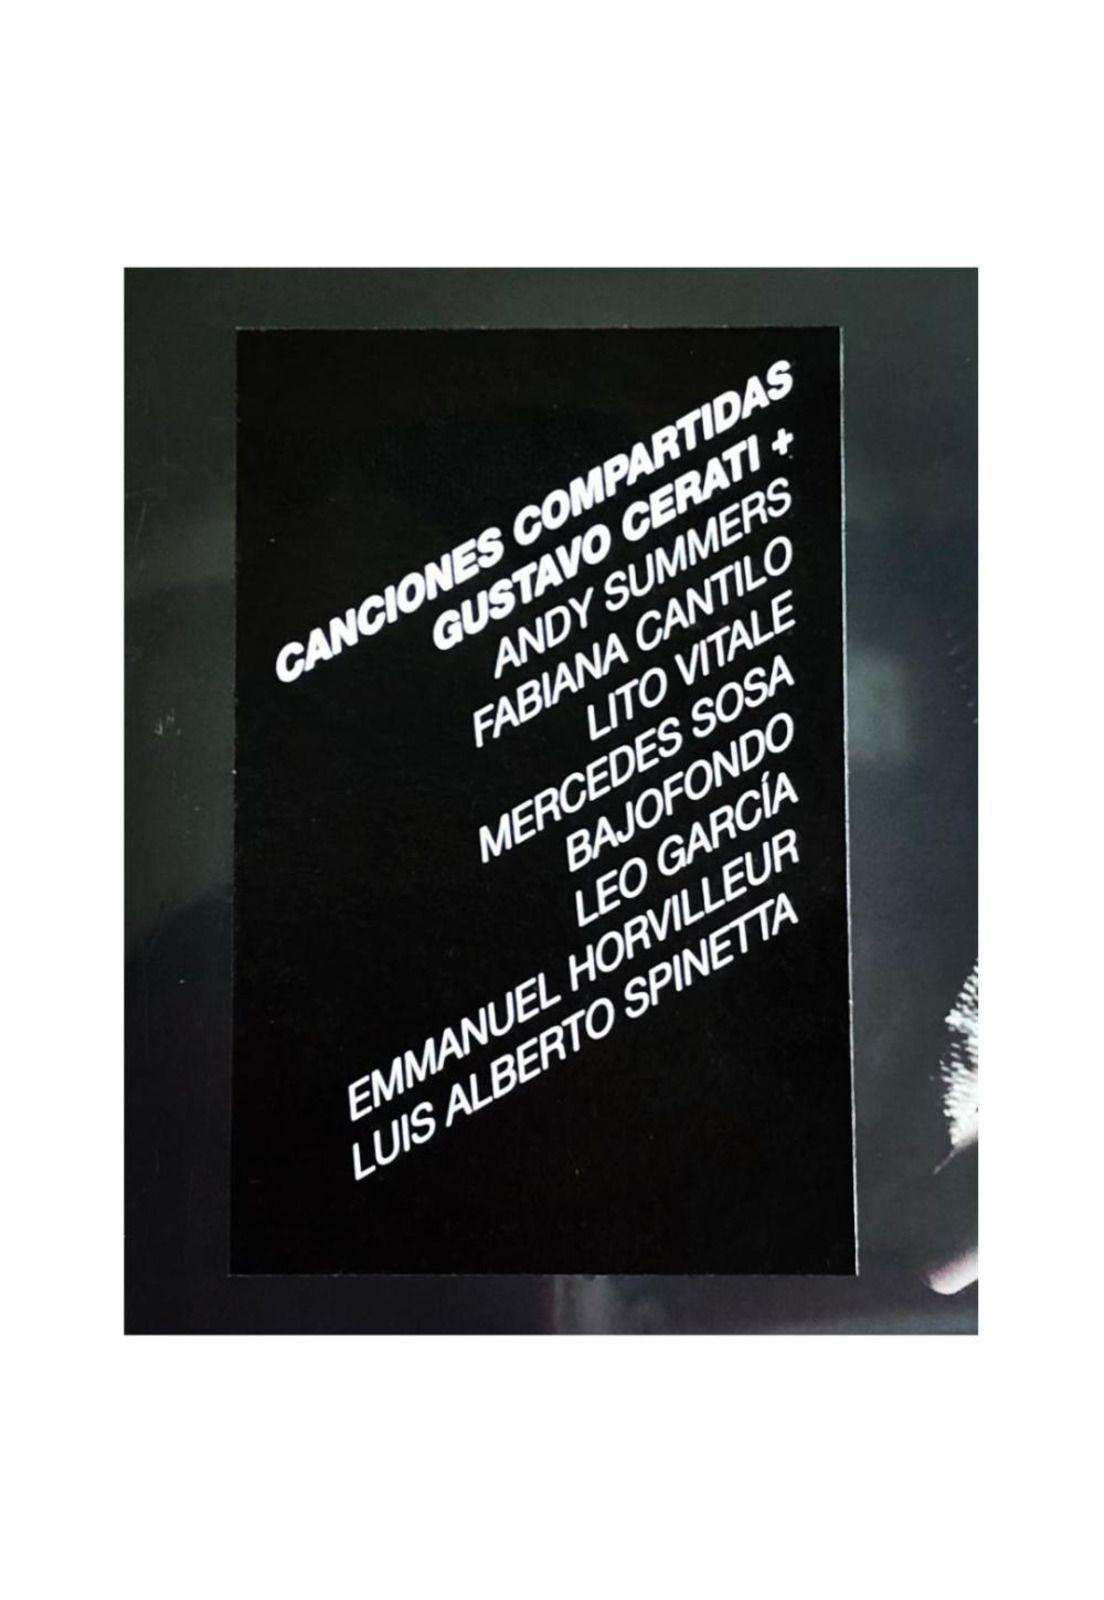 CANCIONES COMPARTIDAS
GUSTAVO CERATI +
ANDY SUMMERS
FABIANA CANTILO
LITO VITALE
MERCEDES SOSA
BAJOFONDO
LEO GARCÍA
EMMANUEL HORVILLEUR
LUIS ALBERTO SPINETTA